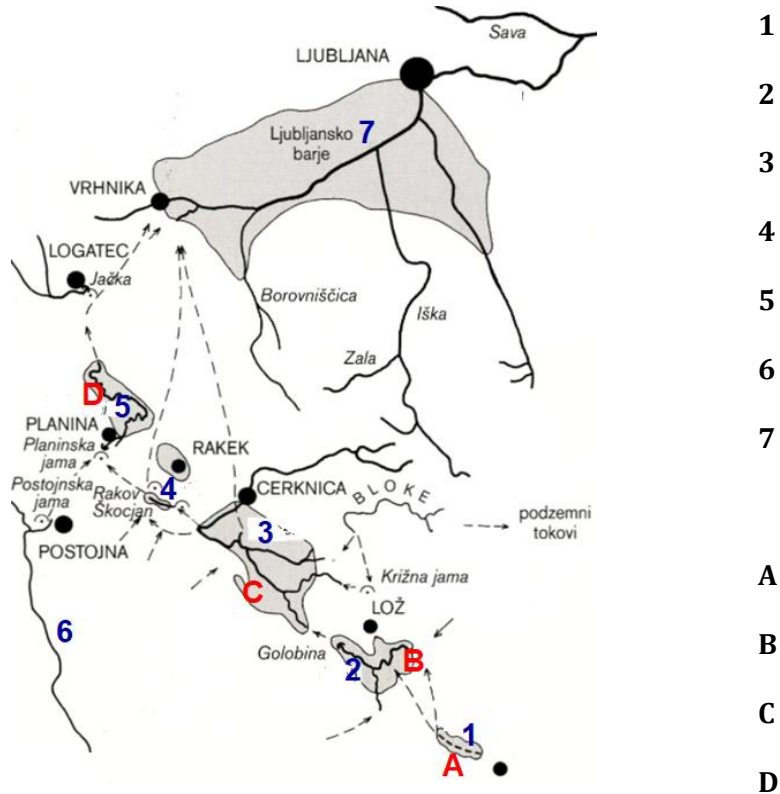 Sava
LJUBLJANA
Ljubljansko
barje
7
VRHNIKA
LOGATEC
Jačka
Borovniščica
Iška
Zala
D
5
PLANINA
Planinska
jama
RAKEK
Postojnska
jama
Rakov
Škocjan
4
CERKNICA
BLOKE
podzemni
tokovi
POSTOJNA
3
Križna jama
C
LOŽ
6
Golobina
2
B
1
A
1
2
3
4
5
6
7
A
B
C
D